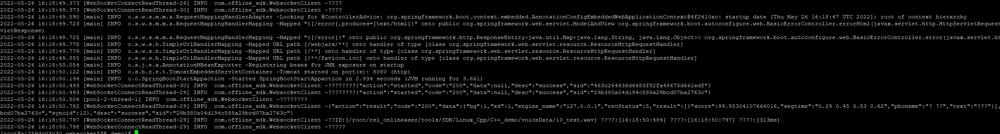 2022-05-26 16:18:49.373 [WebSocketConnectReadThread-29] INFO  com.offline_sdk.WebsocketClient -????
2022-05-26 16:18:49.373 [WebSocketConnectReadThread-30] INFO  com.offline_sdk.WebsocketClient -????
2022-05-26 16:18:49.590 [main] INFO  o.s.w.s.m.m.a.RequestMappingHandlerAdapter -Looking for @ControllerAdvice: org.springframework.boot.context.embedded.AnnotationConfigEmbeddedWebApplicationContext@4f2410ac: startup date [Thu May 26 16:18:47 UTC 2022]; root of context hierarchy
2022-05-26 16:18:49.723 [main] INFO  o.s.w.s.m.m.a.RequestMappingHandlerMapping -Mapped "{[/error],produces=[text/html]}" onto public org.springframework.web.servlet.ModelAndView org.springframework.boot.autoconfigure.web.BasicErrorController.errorHtml(javax.servlet.http.HttpServletRequest
vletResponse)
2022-05-26 16:18:49.725 [main] INFO  o.s.w.s.m.m.a.RequestMappingHandlerMapping -Mapped "{[/error]}" onto public org.springframework.http.ResponseEntity<java.util.Map<java.lang.String, java.lang.Object>> org.springframework.boot.autoconfigure.web.BasicErrorController.error(javax.servlet.ht
2022-05-26 16:18:49.778 [main] INFO  o.s.w.s.h.SimpleUrlHandlerMapping -Mapped URL path [/webjars/**] onto handler of type [class org.springframework.web.servlet.resource.ResourceHttpRequestHandler]
2022-05-26 16:18:49.779 [main] INFO  o.s.w.s.h.SimpleUrlHandlerMapping -Mapped URL path [/**] onto handler of type [class org.springframework.web.servlet.resource.ResourceHttpRequestHandler]
2022-05-26 16:18:49.855 [main] INFO  o.s.w.s.h.SimpleUrlHandlerMapping -Mapped URL path [/**/favicon.ico] onto handler of type [class org.springframework.web.servlet.resource.ResourceHttpRequestHandler]
2022-05-26 16:18:50.054 [main] INFO  o.s.j.e.a.AnnotationMBeanExporter -Registering beans for JMX exposure on startup
2022-05-26 16:18:50.122 [main] INFO  o.s.b.c.e.t.TomcatEmbeddedServletContainer -Tomcat started on port(s): 8080 (http)
2022-05-26 16:18:50.134 [main] INFO  c.o.SpringBootStartAppaction -Started SpringBootStartAppaction in 2.934 seconds (JVM running for 3.661)
2022-05-26 16:18:50.493 [WebSocketConnectReadThread-30] INFO  com.offline_sdk.WebsocketClient -????????{"action":"started","code":"200","data":null,"desc":"success","sid":"463c264836d6483f82fa48675d661edf"}
2022-05-26 16:18:50.493 [WebSocketConnectReadThread-29] INFO  com.offline_sdk.WebsocketClient -????????{"action":"started","code":"200","data":null,"desc":"success","sid":"29b380a04d194c588a29bcd07ba2763c"}
2022-05-26 16:18:50.504 [pool-2-thread-1] INFO  com.offline_sdk.WebsocketClient -????????
2022-05-26 16:18:50.792 [WebSocketConnectReadThread-29] INFO  com.offline_sdk.WebsocketClient -{"action":"result","code":"200","data":{"bg":1,"ed":1,"engine_name":"127.0.0.1","recStatus":5,"result":[{"score":99.95304107666016,"segtime":"0.29 0.45 0.53 0.62","phoneme":"? ??","text":"???"}],
bcd07ba2763c","syncid":12},"desc":"success","sid":"29b380a04d194c588a29bcd07ba2763c"}
2022-05-26 16:18:50.797 [WebSocketConnectReadThread-29] INFO  com.offline_sdk.WebsocketClient -??ID:[/root/rel_onlineaser/tools/SDK/Linux_Cpp/C++_demo/voiceData/10_test.wav] ????:[16:18:50:484] ????:[16:18:50:797] ????:[313ms]
2022-05-26 16:18:50.798 [WebSocketConnectReadThread-29] INFO  com.offline_sdk.WebsocketClient -?????
[root@a1759dc03c30 websocketASR_demo]#